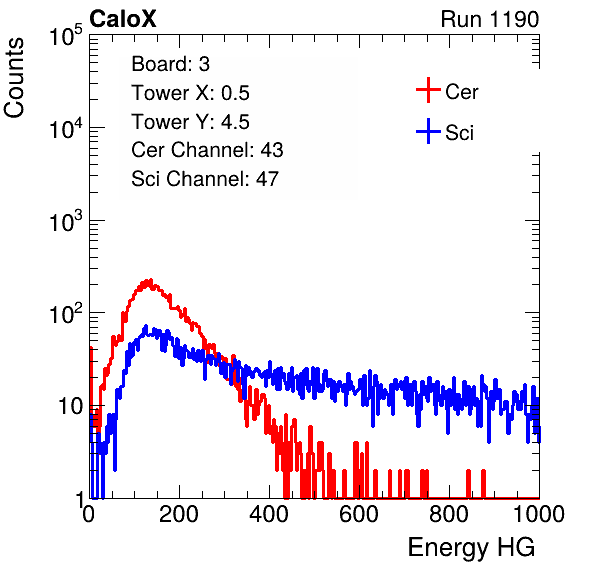 CaloX Run 1190
Counts
10^5
10^4
10^3
10^2
10
1
Board: 3
Tower X: 0.5
Tower Y: 4.5
Cer Channel: 43
Sci Channel: 47
Cer
Sci
0 200 400 600 800 1000
Energy HG